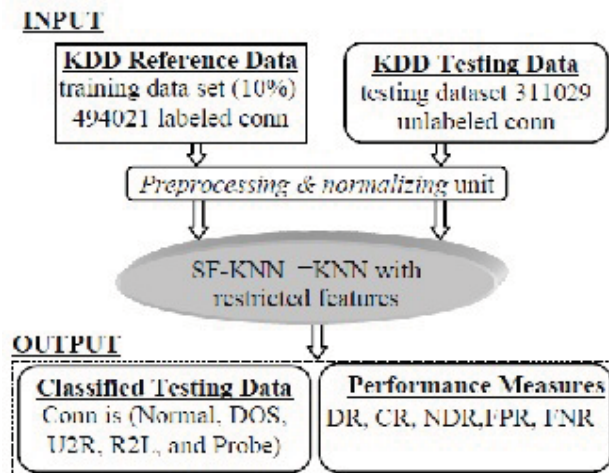 INPUT
KDD Reference Data
training data set (10%)
494021 labeled conn
KDD Testing Data
testing dataset 311029
unlabeled conn
Preprocessing & normalizing unit
SF-KNN =KNN with
restricted features
OUTPUT
Classified Testing Data
Conn is (Normal, DOS,
U2R, R2L, and Probe)
Performance Measures
DR, CR, NDR,FPR, FNR